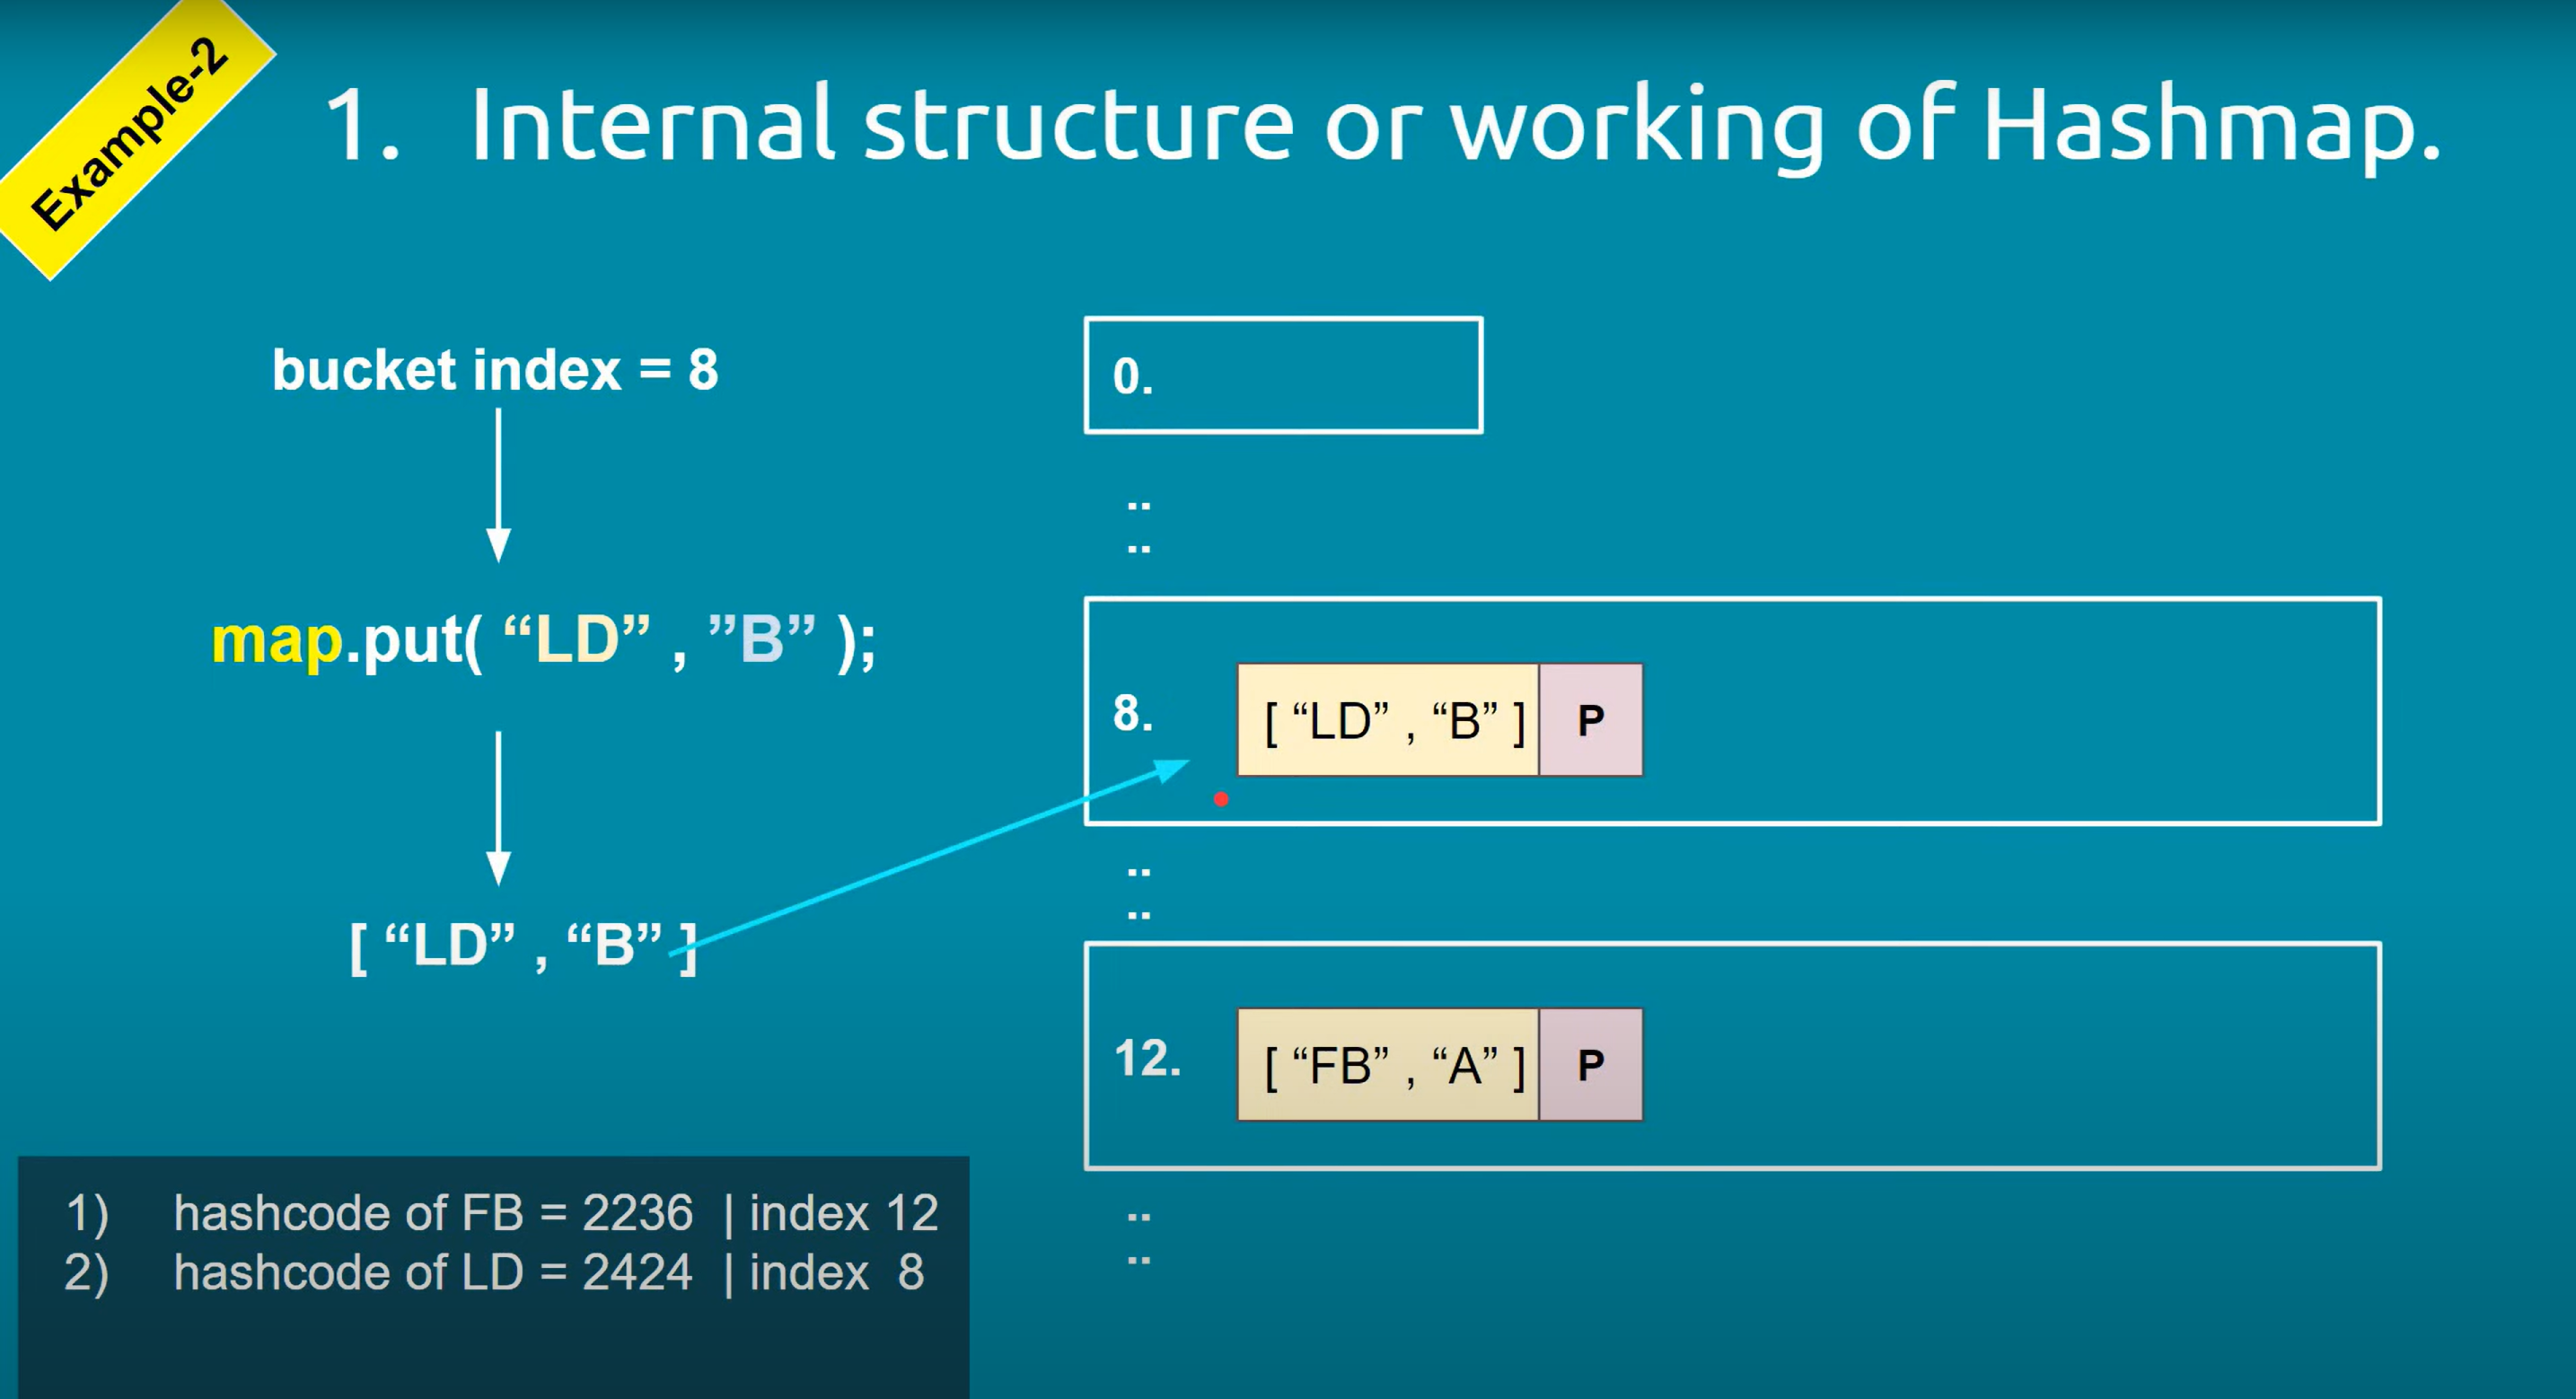 Example-2
1. Internal structure or working of Hashmap.
bucket index = 8
map.put( “LD” , ”B” );
[ “LD” , “B” ]
0.
..
..
8. [ “LD” , “B” ] P
..
..
12. [ “FB” , “A” ] P
..
..
1) hashcode of FB = 2236 | index 12
2) hashcode of LD = 2424 | index 8